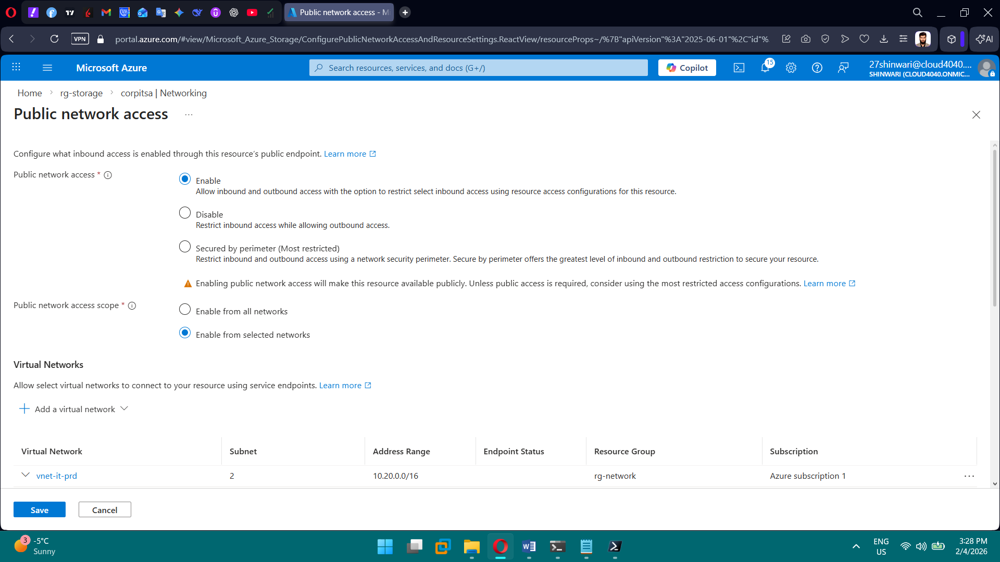 Public network access - M
VPN
portal.azure.com/#view/Microsoft_Azure_Storage/ConfigurePublicNetworkAccessAndResourceSettings.ReactView/resourceProps~/%7B"apiVersion"%3A"2025-06-01"%2C"id"%
AI
Microsoft Azure
Search resources, services, and docs (G+/)
Copilot
15
27shinwari@cloud4040....
SHINWARI (CLOUD4040.ONMIC...
Home > rg-storage > corpitsa | Networking
Public network access ...
Configure what inbound access is enabled through this resource's public endpoint. Learn more
Public network access *
Enable
Allow inbound and outbound access with the option to restrict select inbound access using resource access configurations for this resource.
Disable
Restrict inbound access while allowing outbound access.
Secured by perimeter (Most restricted)
Restrict inbound and outbound access using a network security perimeter. Secure by perimeter offers the greatest level of inbound and outbound restriction to secure your resource.
Enabling public network access will make this resource available publicly. Unless public access is required, consider using the most restricted access configurations. Learn more
Public network access scope *
Enable from all networks
Enable from selected networks
Virtual Networks
Allow select virtual networks to connect to your resource using service endpoints. Learn more
Add a virtual network
Virtual Network Subnet Address Range Endpoint Status Resource Group Subscription
vnet-it-prd 2 10.20.0.0/16 rg-network Azure subscription 1 ...
Save Cancel
3
-5°C
Sunny
ENG
US
3:28 PM
2/4/2026